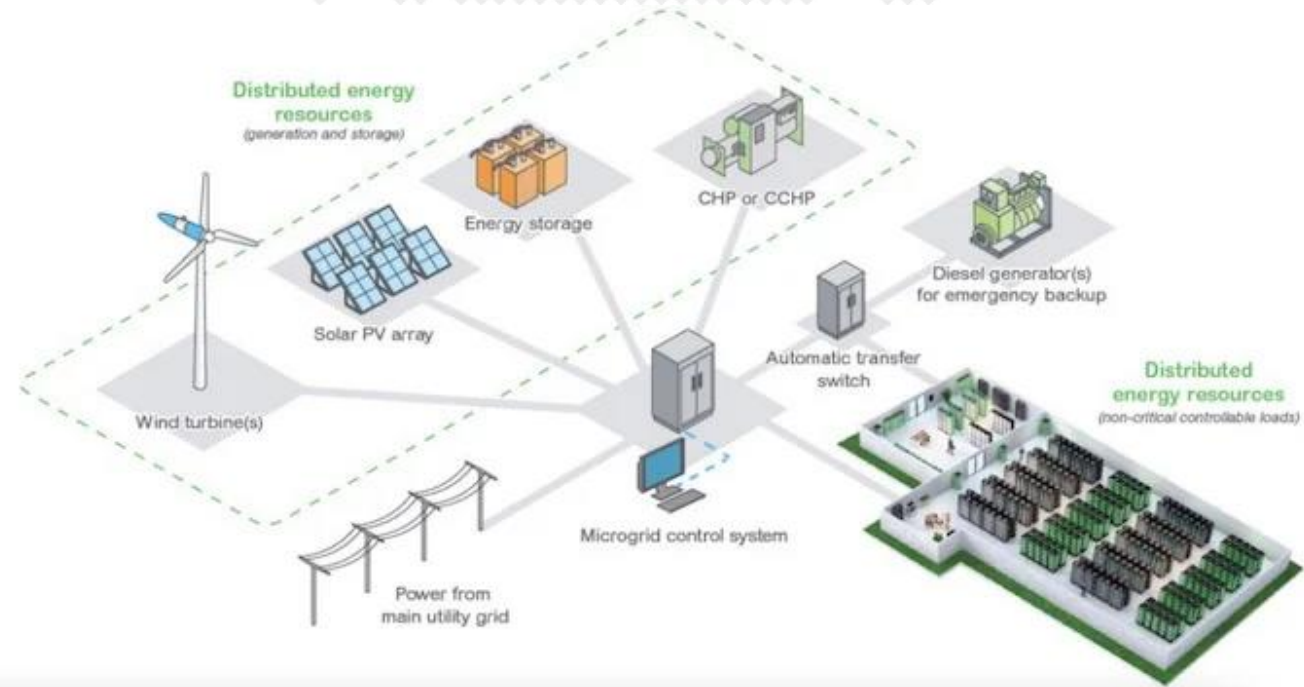 Distributed energy
resources
(generation and storage)
Energy storage
CHP or CCHP
Solar PV array
Wind turbine(s)
Diesel generator(s)
for emergency backup
Automatic transfer
switch
Distributed
energy resources
(non-critical controllable loads)
Microgrid control system
Power from
main utility grid